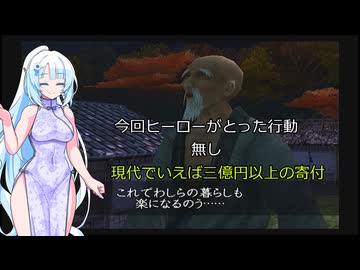 今回ヒーローがとった行動
無し
現代でいえば三億円以上の寄付
これでわしらの暮らしも
楽になるのう……